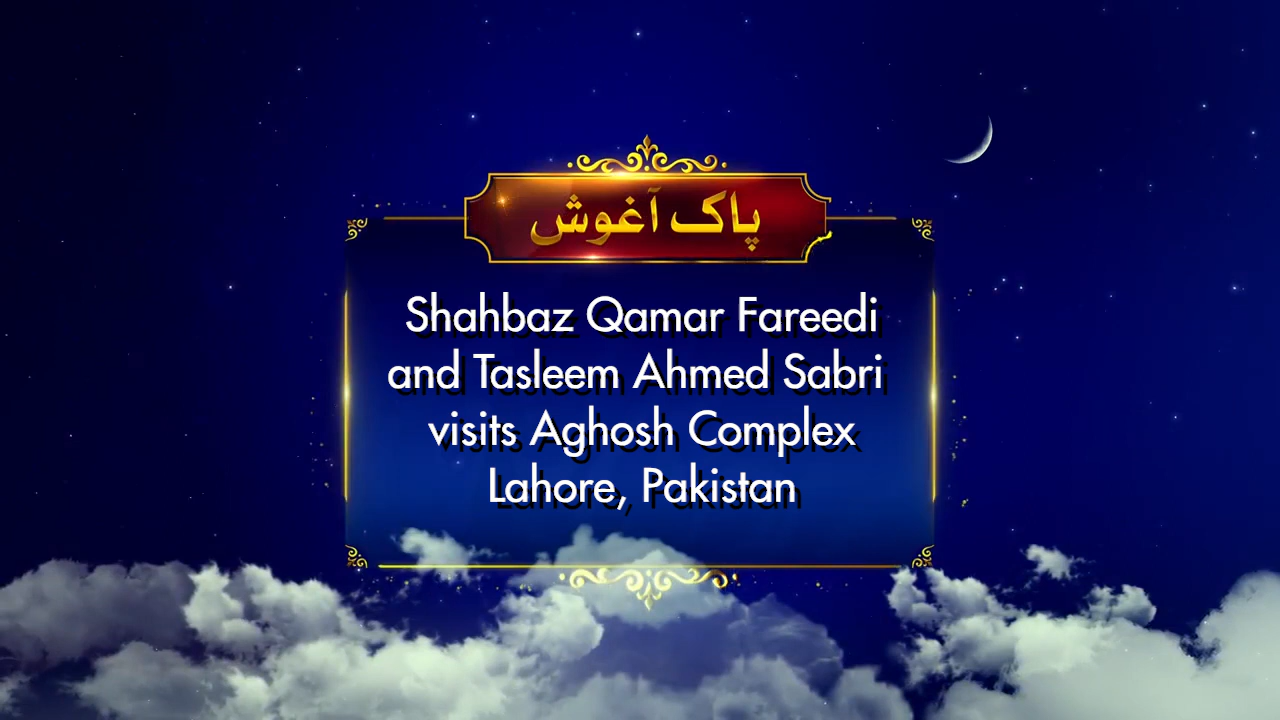 پاک آغوش
Shahbaz Qamar Fareedi
and Tasleem Ahmed Sabri
visits Aghosh Complex
Lahore, Pakistan